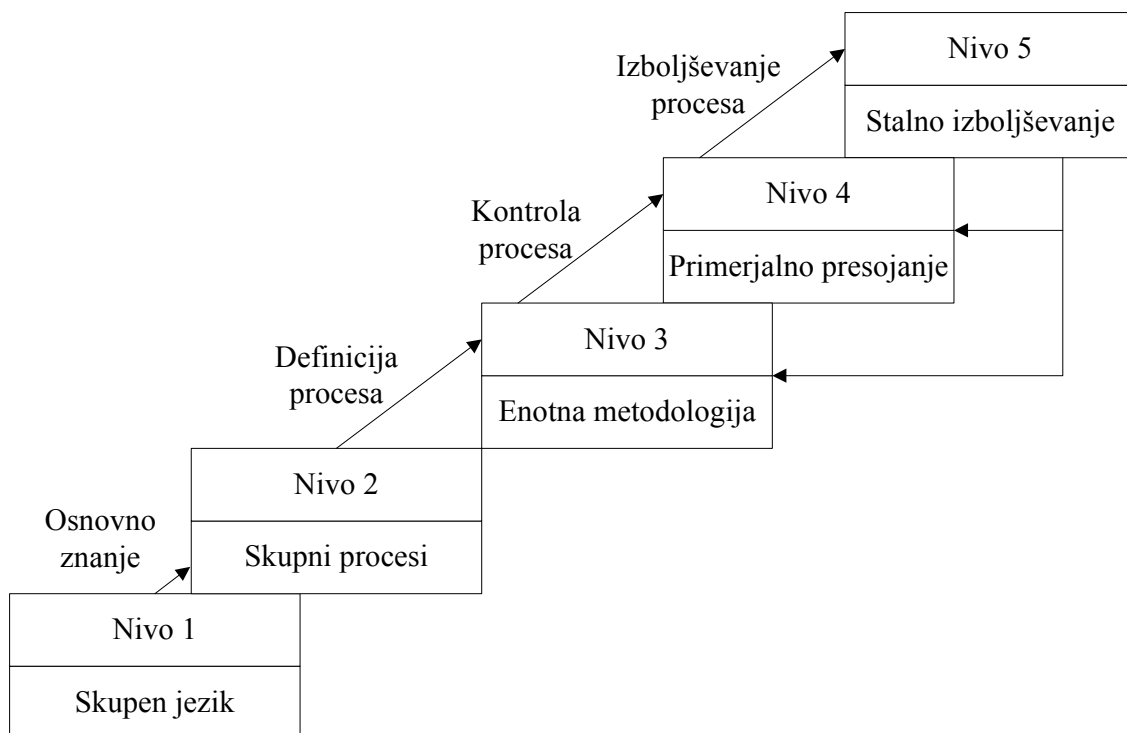 Nivo 5
Stalno izboljševanje
Izboljševanje
procesa
Nivo 4
Primerjalno presojanje
Kontrola
procesa
Nivo 3
Enotna metodologija
Definicija
procesa
Nivo 2
Skupni procesi
Osnovno
znanje
Nivo 1
Skupen jezik